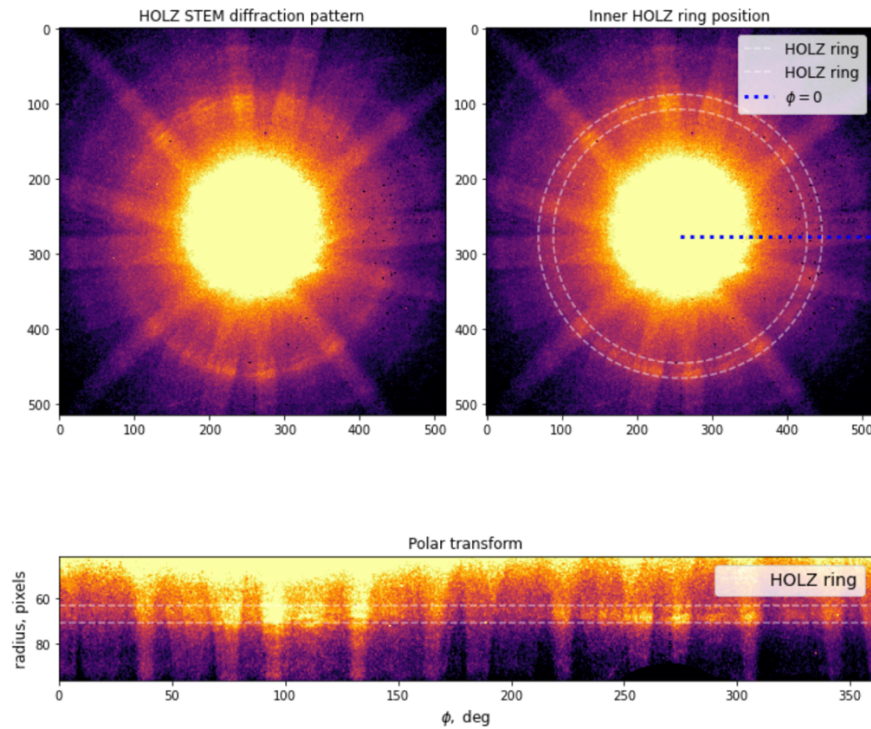 HOLZ STEM diffraction pattern
Inner HOLZ ring position
0
100
200
300
400
500
0 100 200 300 400 500
0
100
200
300
400
500
0 100 200 300 400 500
HOLZ ring
HOLZ ring
ϕ = 0
Polar transform
radius, pixels
60
80
HOLZ ring
0 50 100 150 200 250 300 350
ϕ, deg